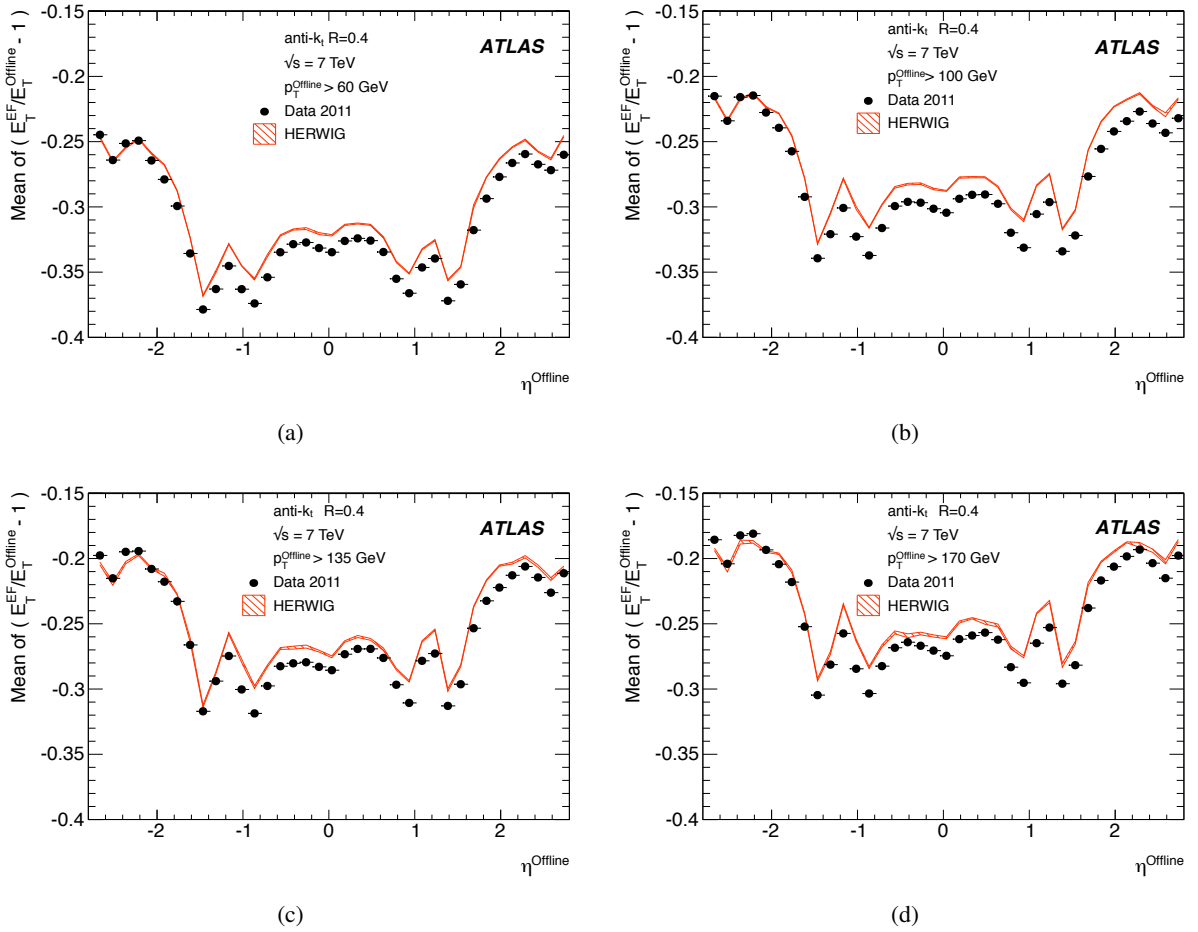 Mean of ( E_T^EF/E_T^Offline - 1 )
-0.15
-0.2
-0.25
-0.3
-0.35
-0.4
anti-k_t R=0.4
√s = 7 TeV
p_T^Offline > 60 GeV
Data 2011
HERWIG
ATLAS
-2 -1 0 1 2
η^Offline
(a)
Mean of ( E_T^EF/E_T^Offline - 1 )
-0.15
-0.2
-0.25
-0.3
-0.35
-0.4
anti-k_t R=0.4
√s = 7 TeV
p_T^Offline > 100 GeV
Data 2011
HERWIG
ATLAS
-2 -1 0 1 2
η^Offline
(b)
Mean of ( E_T^EF/E_T^Offline - 1 )
-0.15
-0.2
-0.25
-0.3
-0.35
-0.4
anti-k_t R=0.4
√s = 7 TeV
p_T^Offline > 135 GeV
Data 2011
HERWIG
ATLAS
-2 -1 0 1 2
η^Offline
(c)
Mean of ( E_T^EF/E_T^Offline - 1 )
-0.15
-0.2
-0.25
-0.3
-0.35
-0.4
anti-k_t R=0.4
√s = 7 TeV
p_T^Offline > 170 GeV
Data 2011
HERWIG
ATLAS
-2 -1 0 1 2
η^Offline
(d)